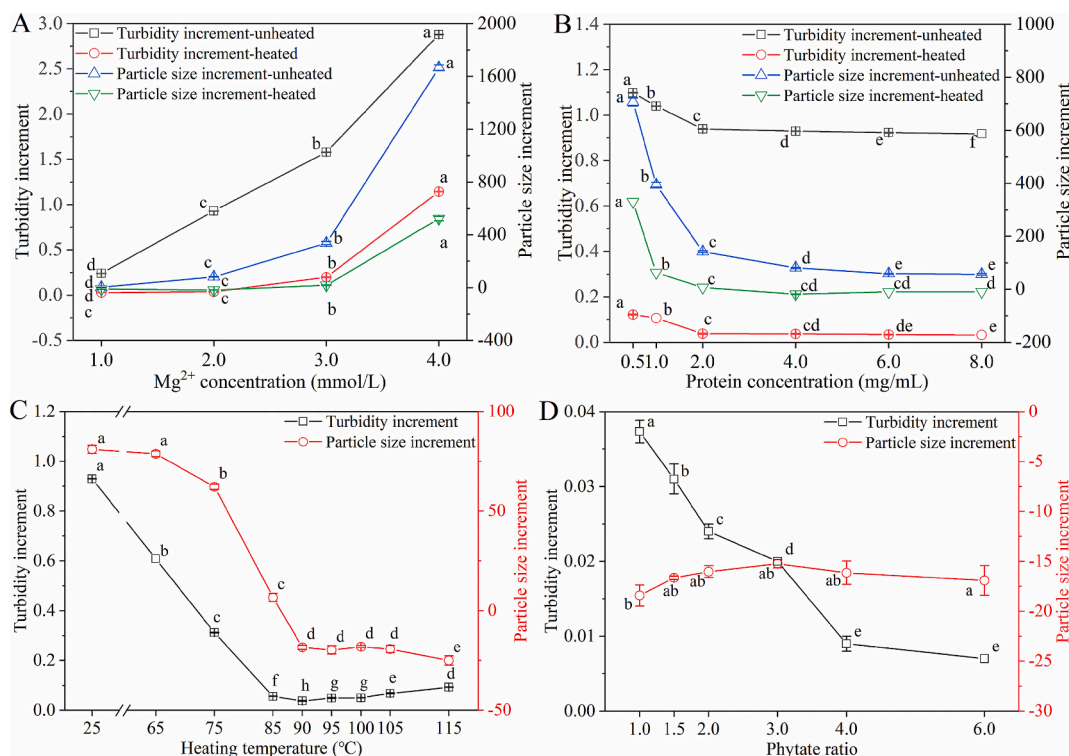 A
Turbidity increment-unheated
Turbidity increment-heated
Particle size increment-unheated
Particle size increment-heated
3.0
2.5
2.0
1.5
1.0
0.5
0.0
-0.5
Turbidity increment
2000
1600
1200
800
400
0
-400
Particle size increment
a
a
b
c
a
b
a
d
d
d
c
c
c
c
b
b
1.0 2.0 3.0 4.0
Mg²⁺ concentration (mmol/L)
B
Turbidity increment-unheated
Turbidity increment-heated
Particle size increment-unheated
Particle size increment-heated
1.4
1.2
1.0
0.8
0.6
0.4
0.2
0.0
Turbidity increment
1000
800
600
400
200
0
-200
Particle size increment
a b c d e f
a b c d e e
a b c cd cd d
a b c cd de e
0.5 1.0 2.0 4.0 6.0 8.0
Protein concentration (mg/mL)
C
Turbidity increment
Particle size increment
1.2
1.0
0.8
0.6
0.4
0.2
0.0
Turbidity increment
100
50
0
-50
Particle size increment
a a b c d d d d e
a b c f h g g e d
25 65 75 85 90 95 100 105 115
Heating temperature (℃)
D
Turbidity increment
Particle size increment
0.04
0.03
0.02
0.01
0.00
Turbidity increment
0
-5
-10
-15
-20
-25
-30
Particle size increment
a b c d e e
b ab ab ab ab a
1.0 1.5 2.0 3.0 4.0 6.0
Phytate ratio